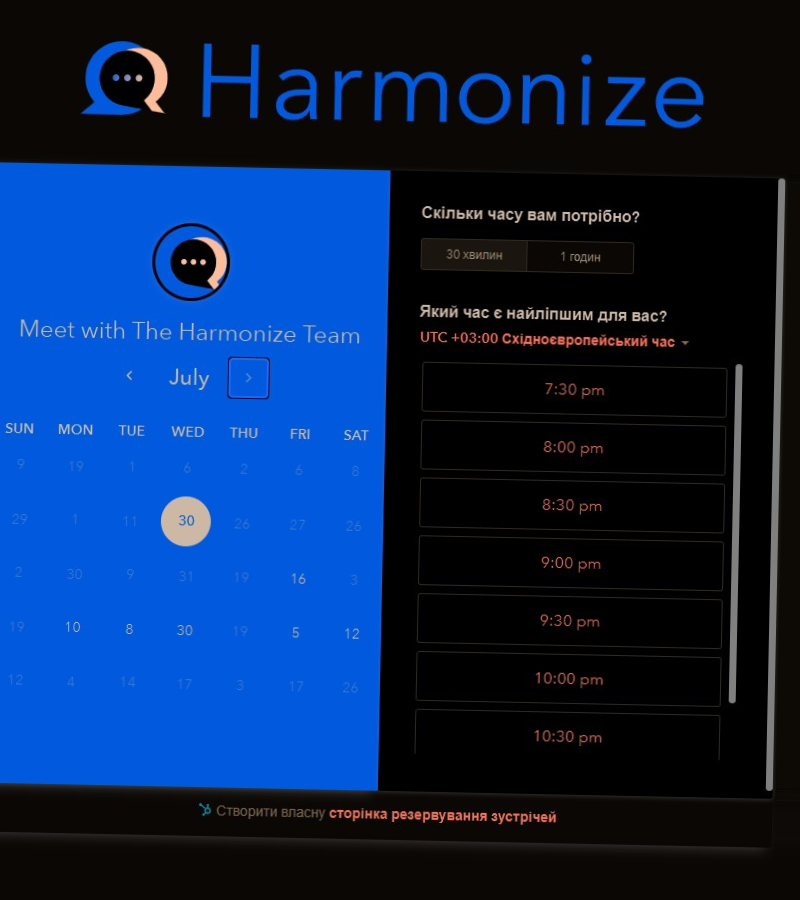 Harmonize
Meet with The Harmonize Team
July
SUN MON TUE WED THU FRI SAT
9 19 1 6 2 6 8
29 1 11 30 26 27 26
2 30 9 31 19 16 3
19 10 8 30 19 5 12
12 4 14 17 3 17 26
Скільки часу вам потрібно?
30 хвилин 1 годин
Який час є найліпшим для вас?
UTC +03:00 Східноєвропейський час
7:30 pm
8:00 pm
8:30 pm
9:00 pm
9:30 pm
10:00 pm
10:30 pm
Створити власну сторінка резервування зустрічей